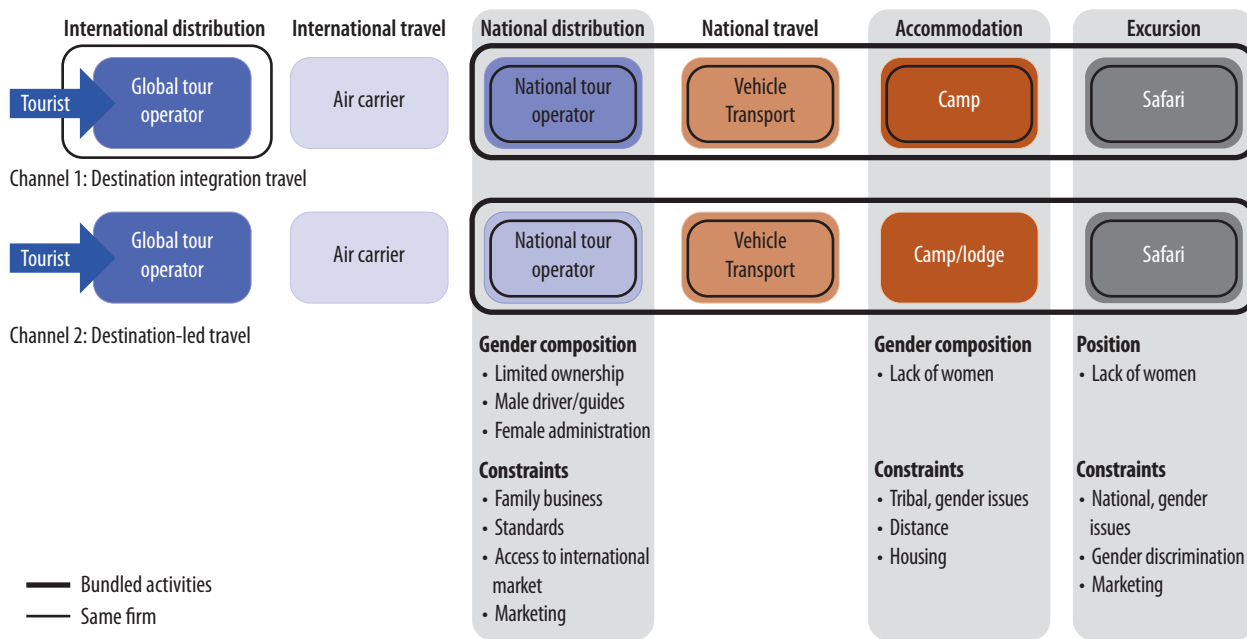 International distribution
International travel
National distribution
National travel
Accommodation
Excursion
Tourist
Global tour
operator
Air carrier
National tour
operator
Vehicle
Transport
Camp
Safari
Channel 1: Destination integration travel
Tourist
Global tour
operator
Air carrier
National tour
operator
Vehicle
Transport
Camp/lodge
Safari
Channel 2: Destination-led travel
Gender composition
• Limited ownership
• Male driver/guides
• Female administration
Constraints
• Family business
• Standards
• Access to international
market
• Marketing
Gender composition
• Lack of women
Constraints
• Tribal, gender issues
• Distance
• Housing
Position
• Lack of women
Constraints
• National, gender
issues
• Gender discrimination
• Marketing
Bundled activities
Same firm